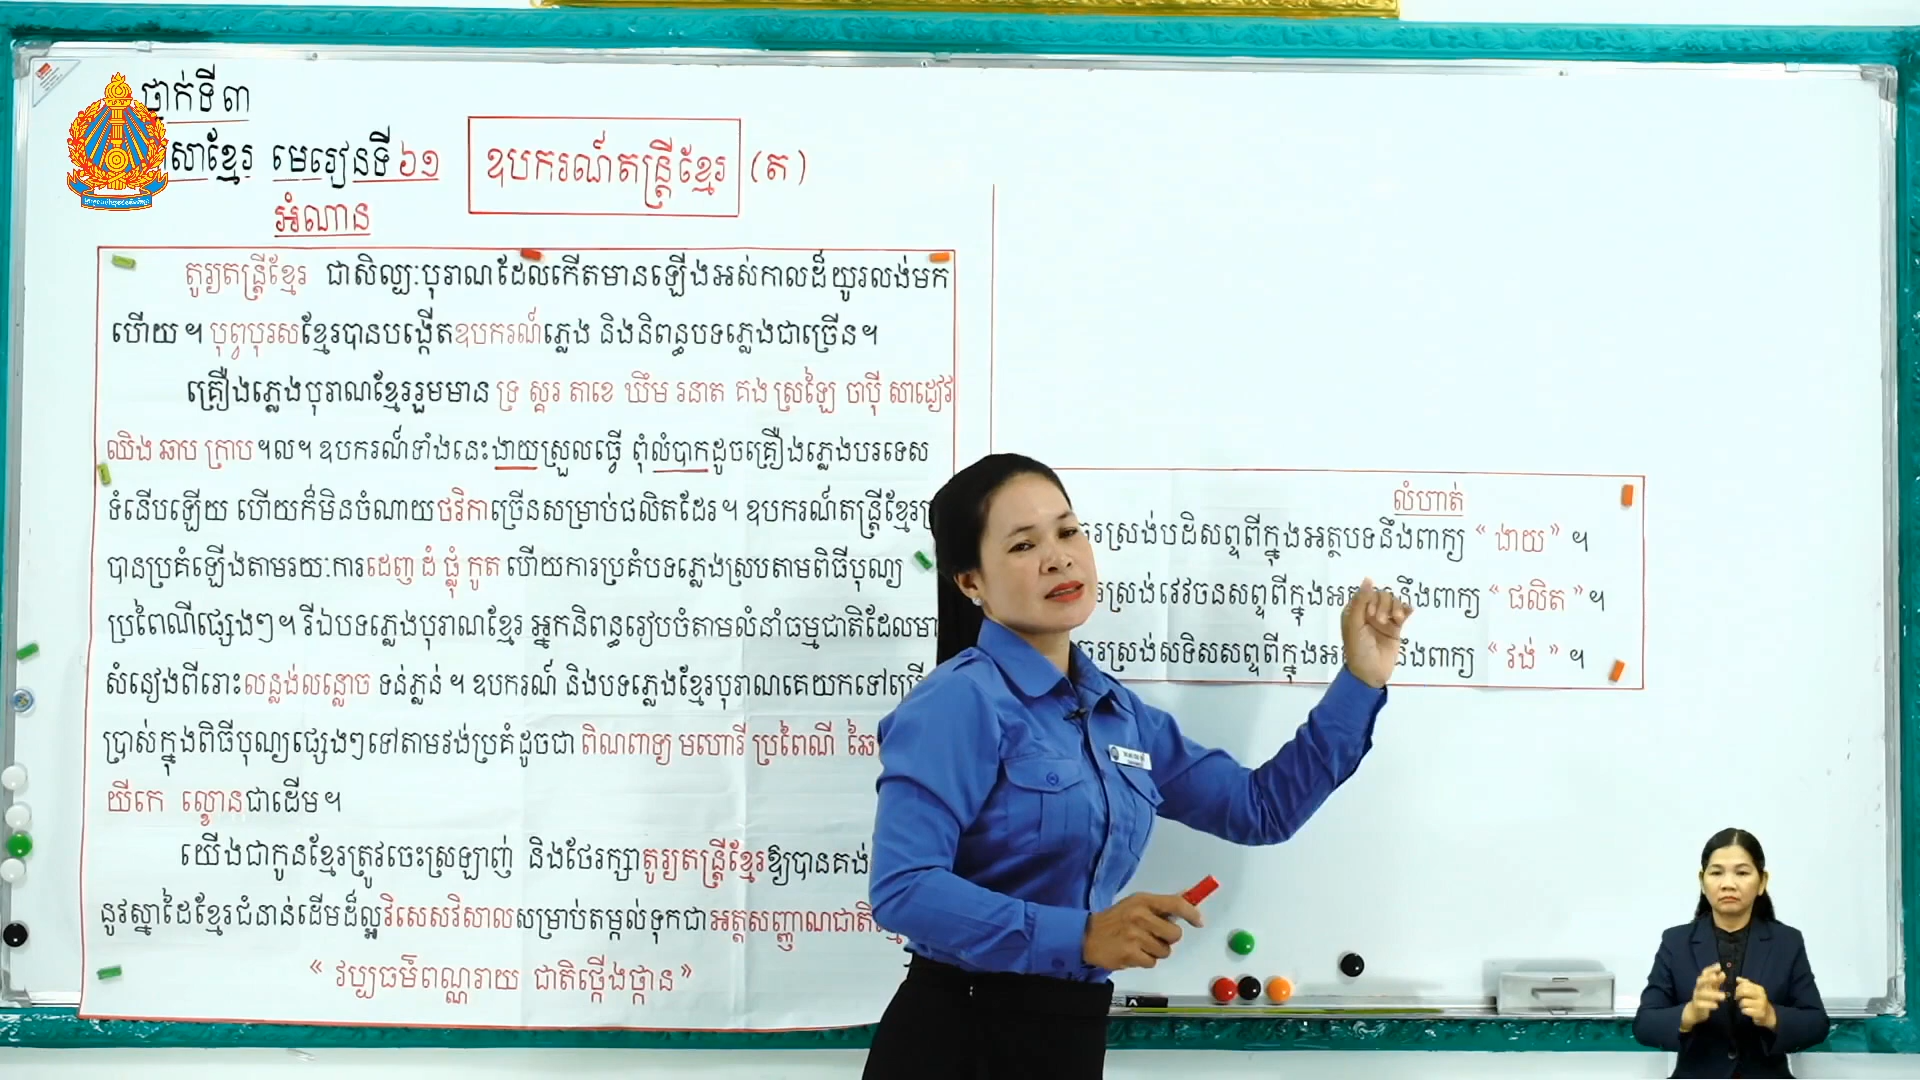 ថ្នាក់ទី ៣
សាខ្មែរ មេរៀនទី ៦១
ឧបករណ៍តន្ត្រីខ្មែរ (ត)
អំណាន
តូរ្យតន្ត្រីខ្មែរ ជាសិល្បៈបុរាណដែលកើតមានឡើងអស់កាលដ៏យូរលង់មក
ហើយ។ បុព្វបុរសខ្មែរបានបង្កើតឧបករណ៍ភ្លេង និងនិពន្ធបទភ្លេងជាច្រើន។
គ្រឿងភ្លេងបុរាណខ្មែររួមមាន ទ្រ ស្គរ តាខេ ឃឹម រនាត គង ស្រឡៃ ចាប៉ី សាដៀវ
ឈិង ឆាប ក្រាប។ល។ ឧបករណ៍ទាំងនេះងាយស្រួលធ្វើ ពុំលំបាកដូចគ្រឿងភ្លេងបរទេស
ទំនើបឡើយ ហើយក៏មិនចំណាយថវិកាច្រើនសម្រាប់ផលិតដែរ។ ឧបករណ៍តន្ត្រីខ្មែរ
បានប្រគំឡើងតាមរយៈការដេញ ដំ ផ្លុំ កូត ហើយការប្រគំបទភ្លេងស្របតាមពិធីបុណ្យ
ប្រពៃណីផ្សេងៗ។ រីឯបទភ្លេងបុរាណខ្មែរ អ្នកនិពន្ធរៀបចំតាមលំនាំធម្មជាតិដែលមា
សំនៀងពីរោះលន្លង់លន្លោច ទន់ភ្លន់។ ឧបករណ៍ និងបទភ្លេងខ្មែរបុរាណគេយកទៅប្រើ
ប្រាស់ក្នុងពិធីបុណ្យផ្សេងៗទៅតាមវង់ប្រគំដូចជា ពិណពាទ្យ មហោរី ប្រពៃណី ឆៃ
យីកេ ល្ខោនជាដើម។
យើងជាកូនខ្មែរត្រូវចេះស្រឡាញ់ និងថែរក្សាតូរ្យតន្ត្រីខ្មែរឱ្យបានគង់
នូវស្នាដៃខ្មែរជំនាន់ដើមដ៏ល្អវិសេសវិសាលសម្រាប់តម្កល់ទុកជាអត្តសញ្ញាណជាតិខ្មែ
« វប្បធម៌ពណ្ណរាយ ជាតិថ្កើងថ្កាន»
លំហាត់
រស្រង់បដិសព្ទពីក្នុងអត្ថបទនឹងពាក្យ « ងាយ » ។
ស្រង់វេវចនសព្ទពីក្នុងអត្ថបទនឹងពាក្យ « ផលិត » ។
រស្រង់សទិសសព្ទពីក្នុងអ នឹងពាក្យ « វង់ » ។